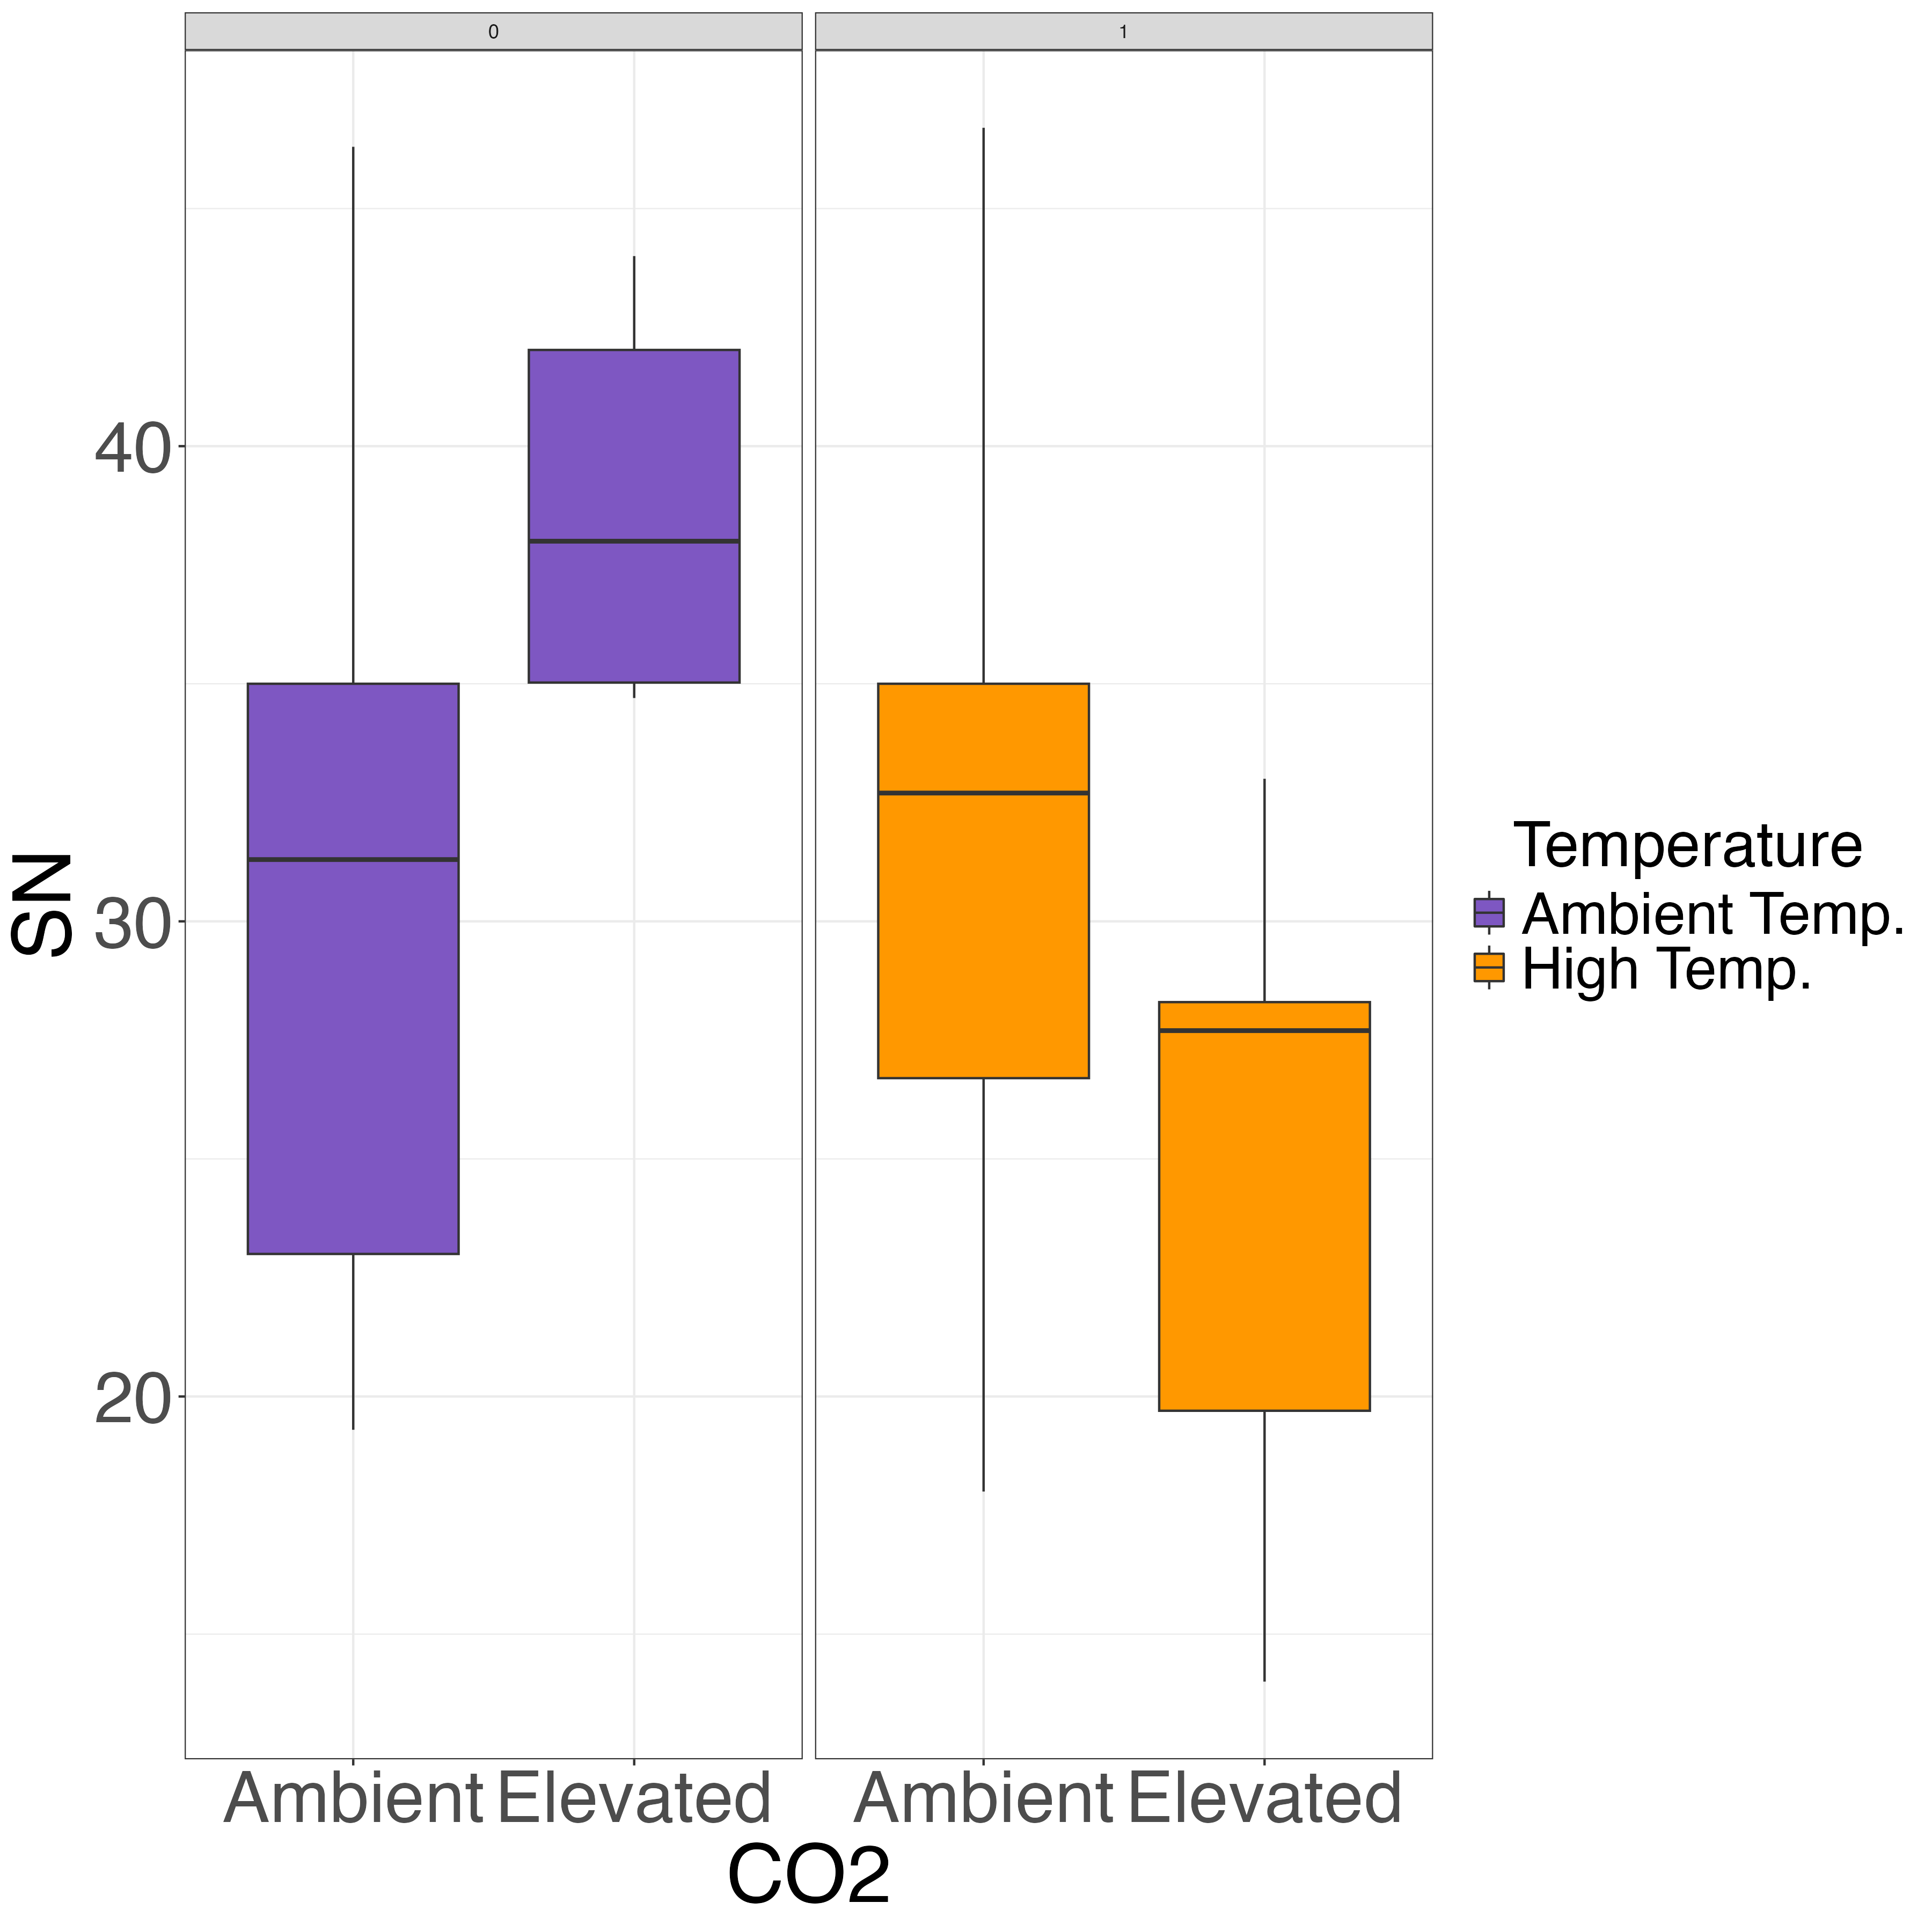 0
1
SN
40
30
20
Ambient
Elevated
Ambient
Elevated
CO2
Temperature
Ambient Temp.
High Temp.